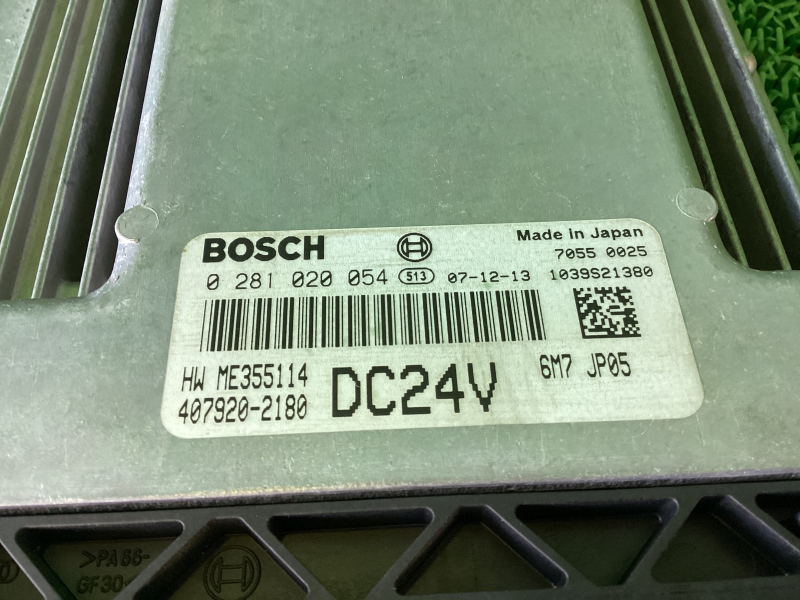 BOSCH
Made in Japan
7055 0025
0 281 020 054 513 07-12-13 1039S21380
HW ME355114
407920-2180
DC24V
6M7 JP05
>PA66-
GF30